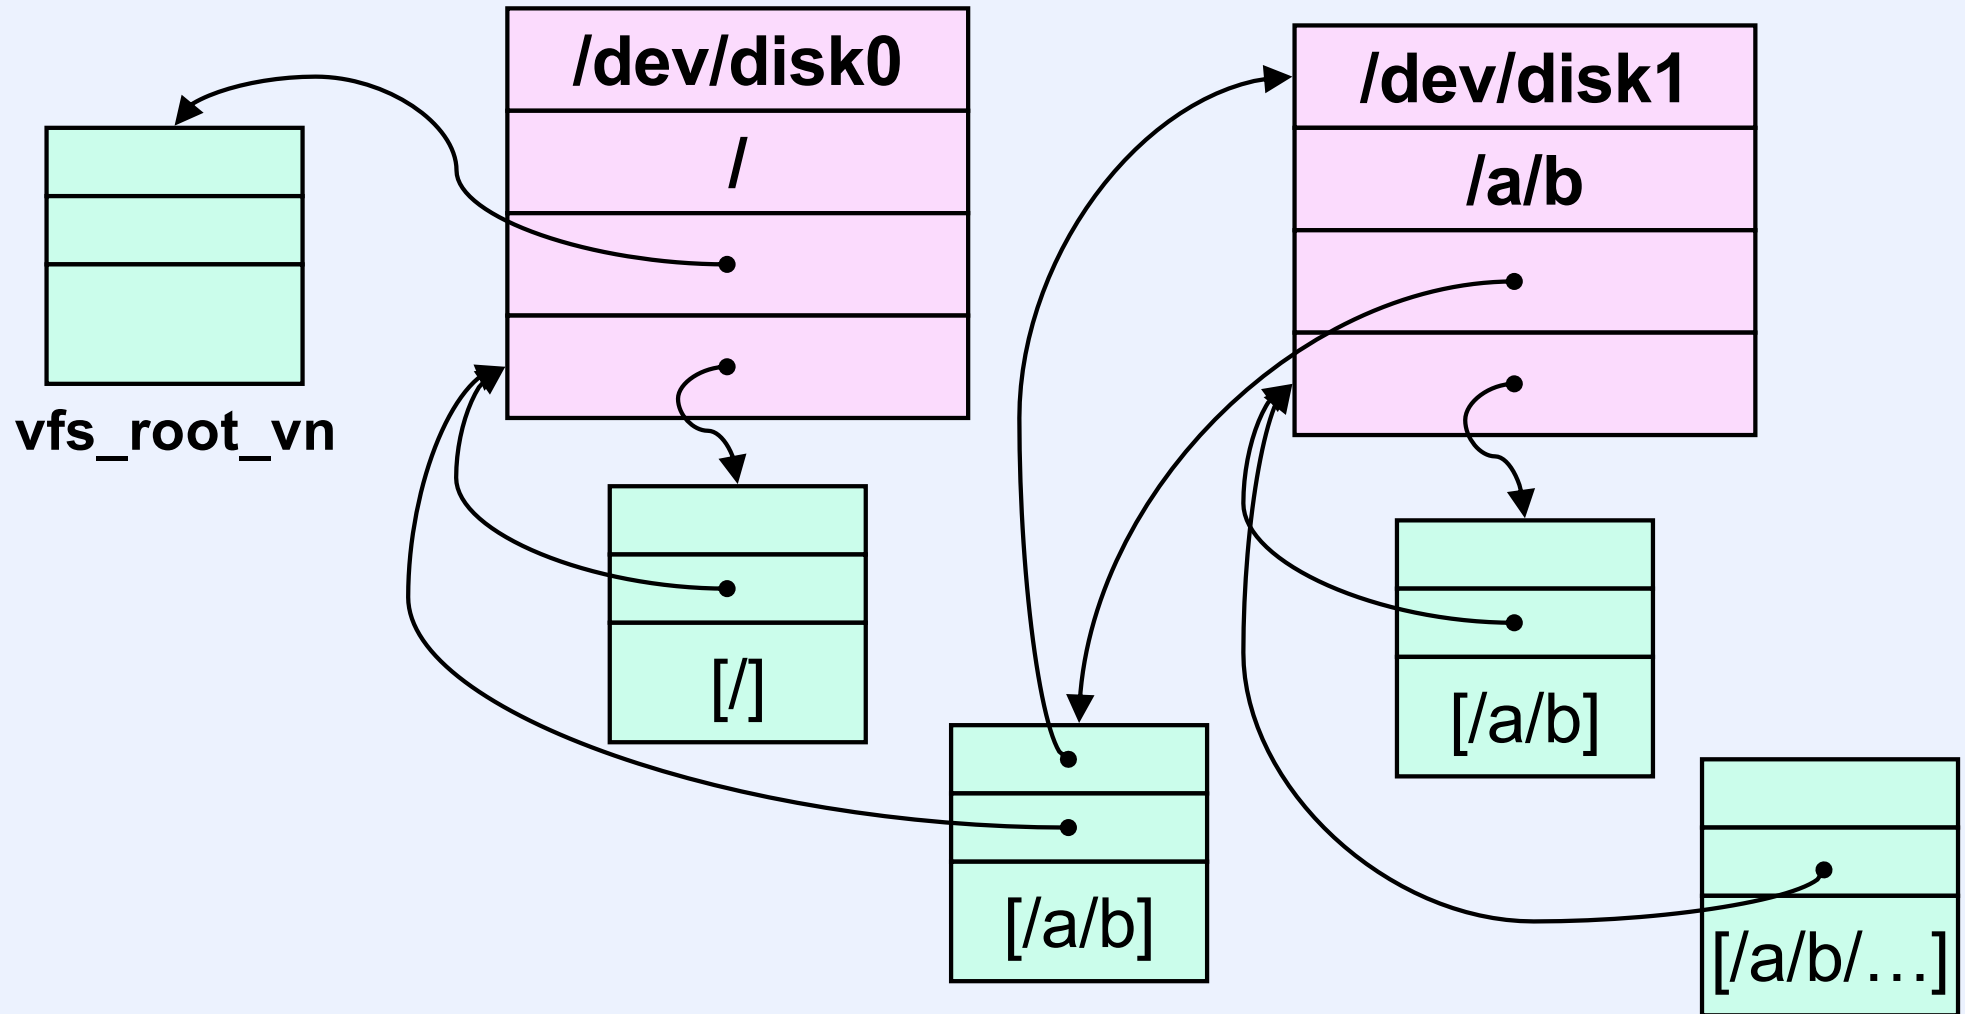 /dev/disk0
/
/dev/disk1
/a/b
vfs_root_vn
[/]
[/a/b]
[/a/b]
[/a/b/…]